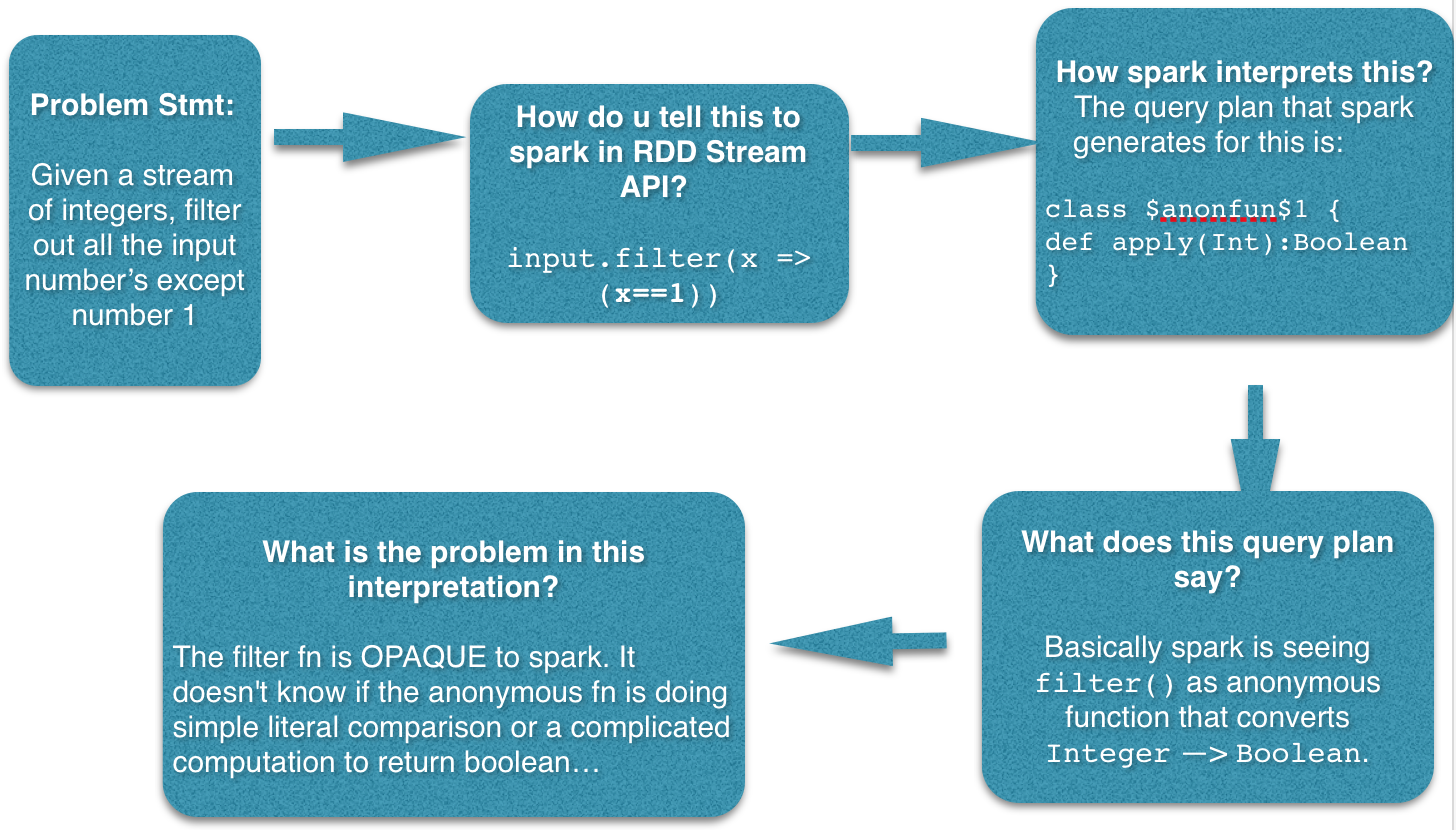 Problem Stmt:
Given a stream
of integers, filter
out all the input
number’s except
number 1
How do u tell this to
spark in RDD Stream
API?
input.filter(x =>
(x==1))
How spark interprets this?
The query plan that spark
generates for this is:
class $anonfun$1 {
def apply(Int):Boolean
}
What does this query plan
say?
Basically spark is seeing
filter() as anonymous
function that converts
Integer —> Boolean.
What is the problem in this
interpretation?
The filter fn is OPAQUE to spark. It
doesn't know if the anonymous fn is doing
simple literal comparison or a complicated
computation to return boolean…